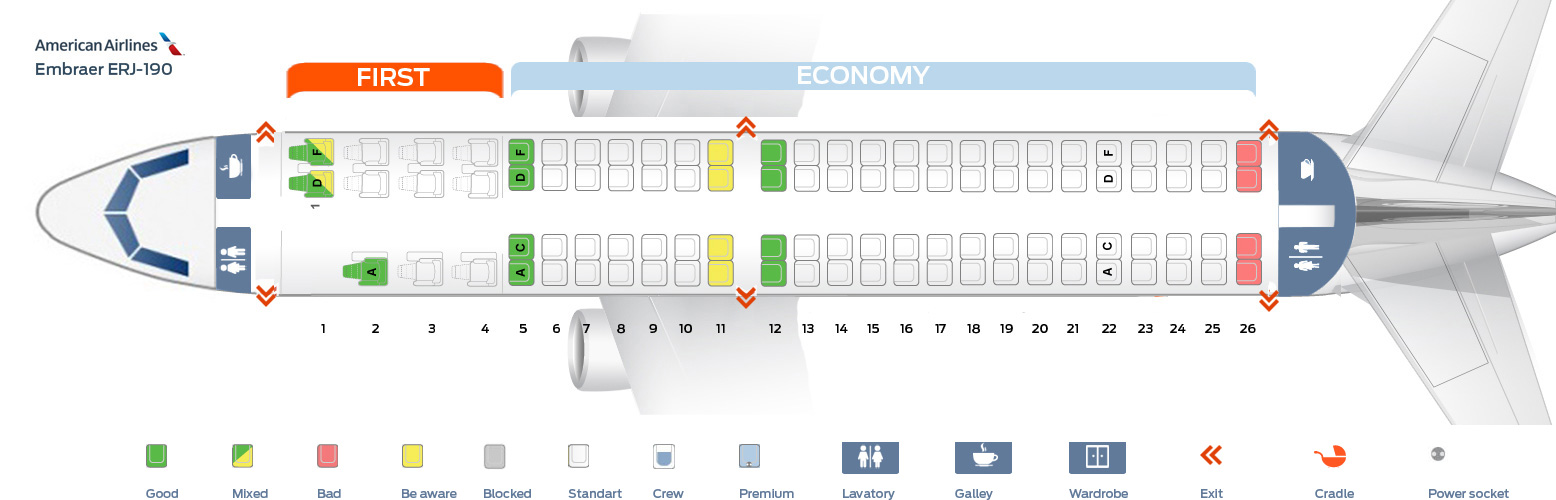 American Airlines
Embraer ERJ-190
FIRST
ECONOMY
F F F
D D D
1
C C
A A A
1 2 3 4 5 6 7 8 9 10 11 12 13 14 15 16 17 18 19 20 21 22 23 24 25 26
Good Mixed Bad Be aware Blocked Standart Crew Premium Lavatory Galley Wardrobe Exit Cradle Power socket